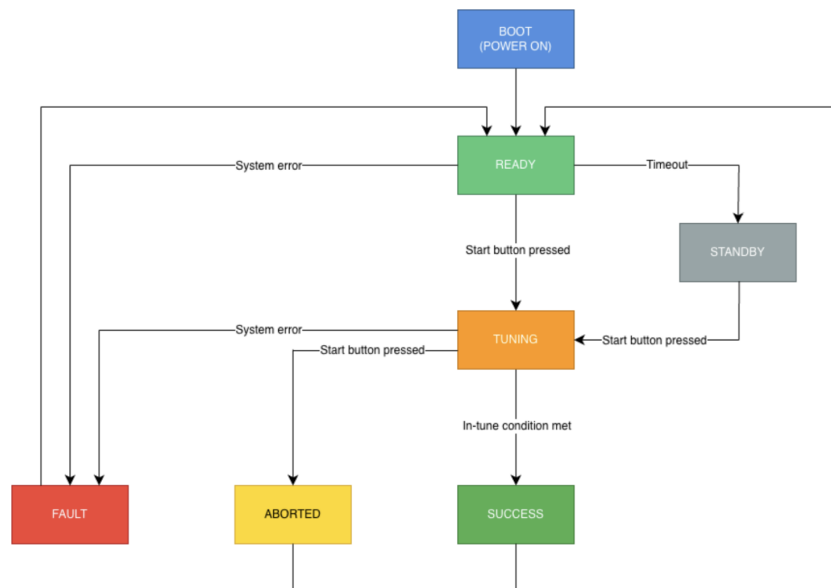 BOOT
(POWER ON)
READY
System error
Timeout
Start button pressed
STANDBY
TUNING
System error
Start button pressed
Start button pressed
In-tune condition met
FAULT
ABORTED
SUCCESS